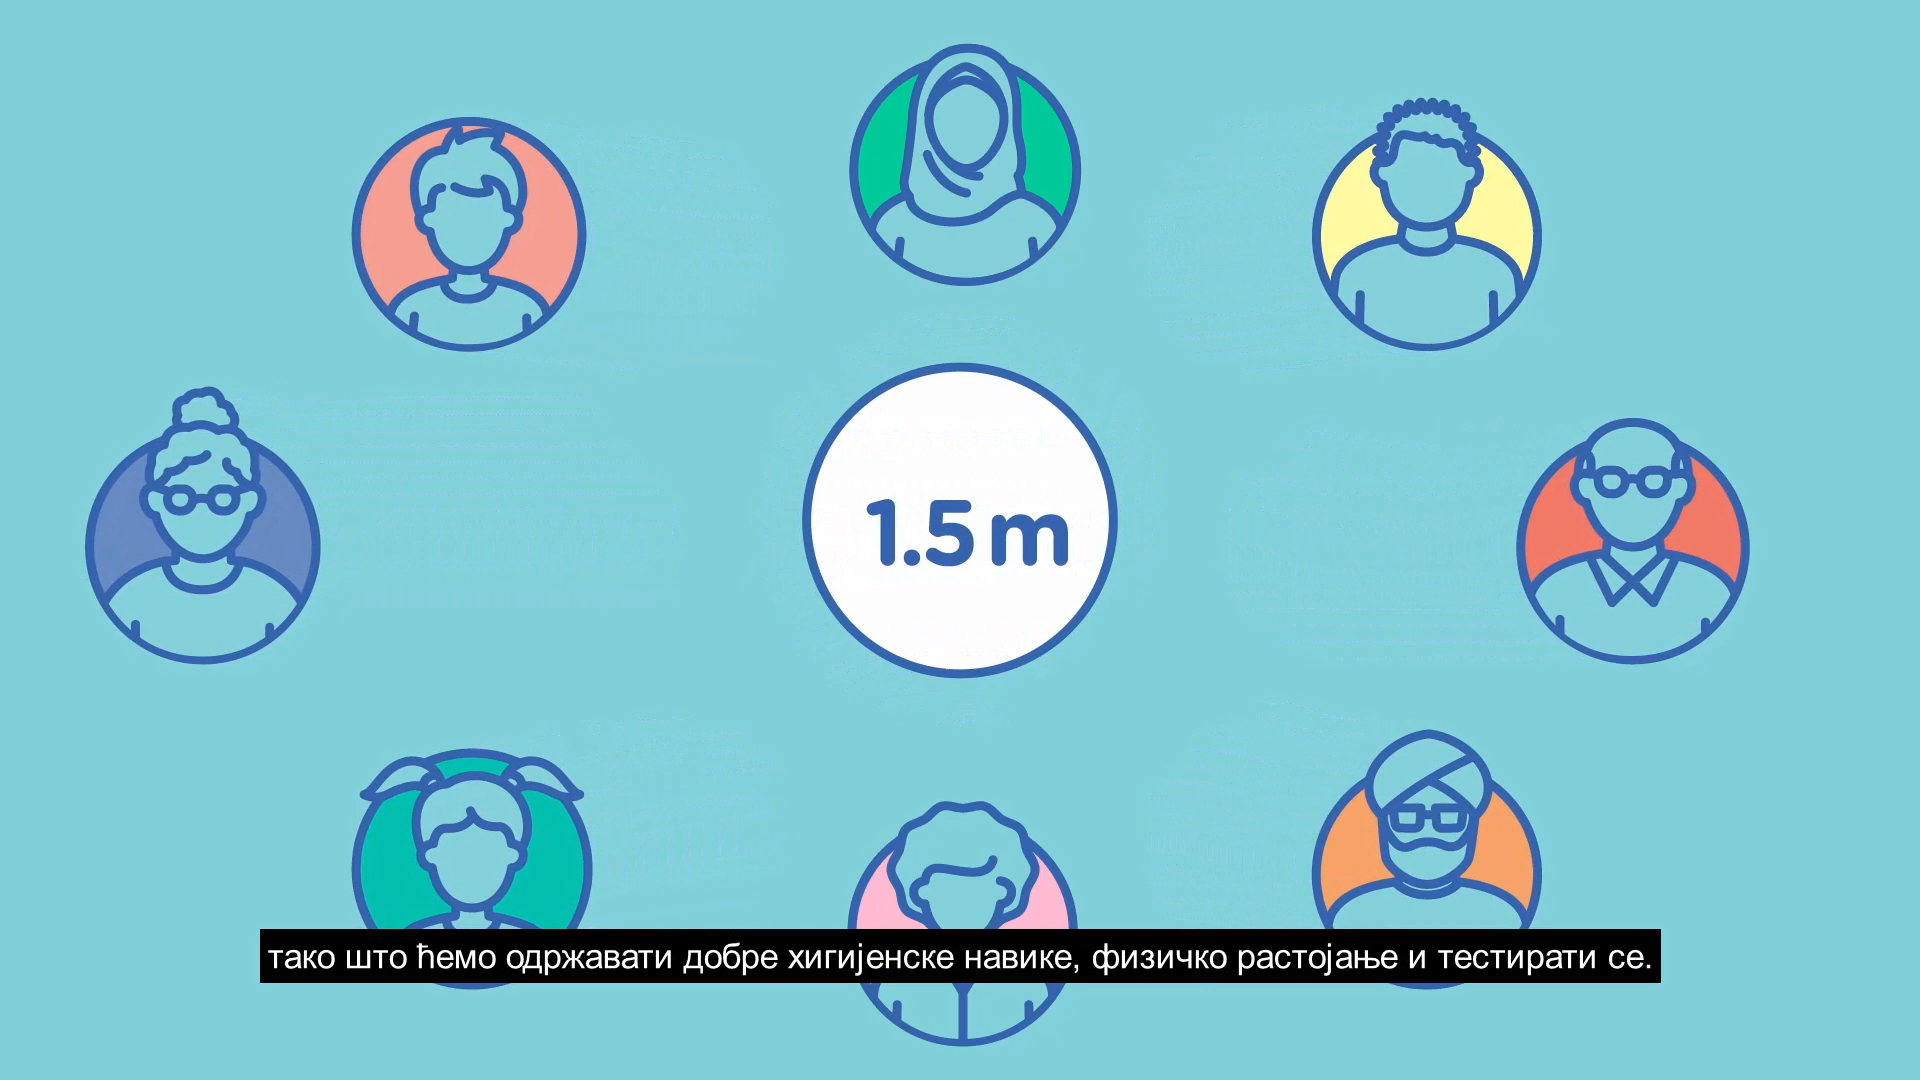 1.5 m
тако што ћемо одржавати добре хигијенске навике, физичко растојање и тестирати се.